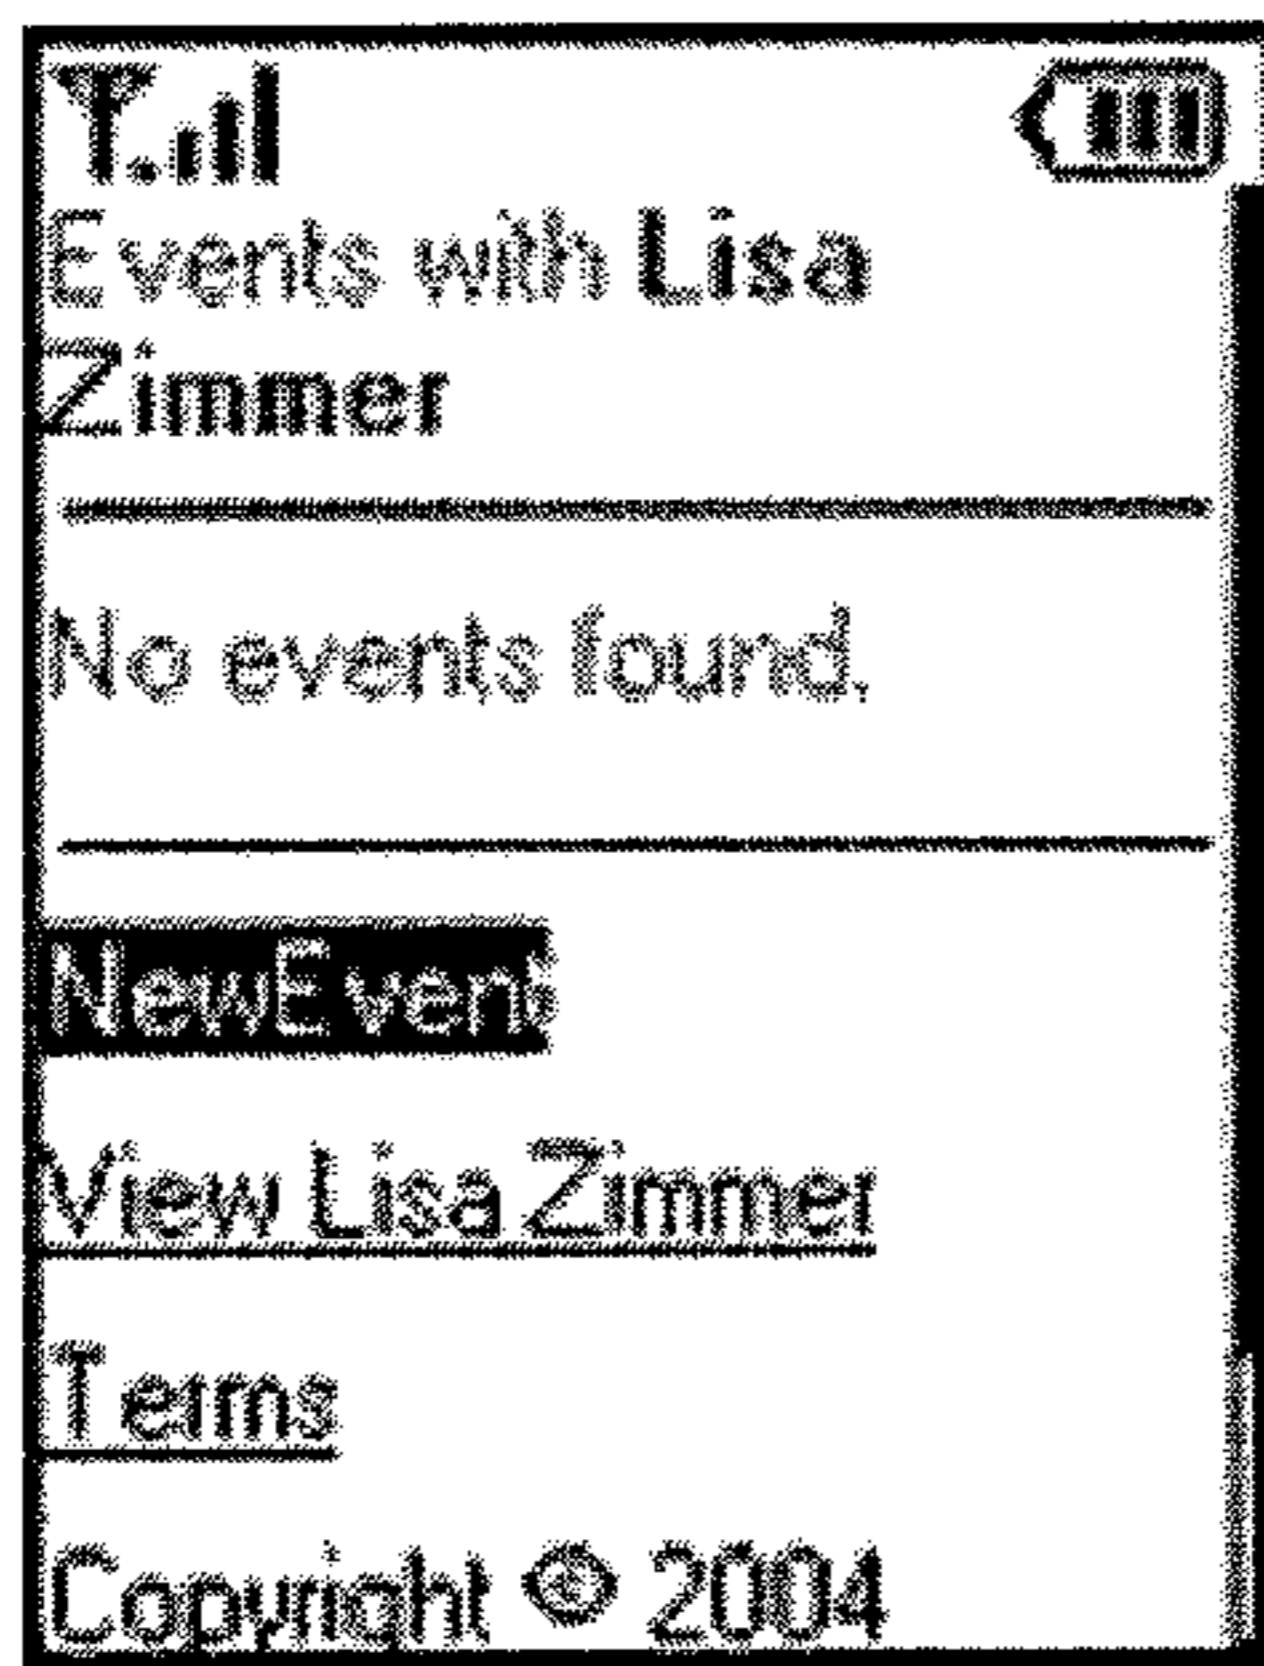 Events with Lisa
Zimmer
No events found.
NewEvent
View Lisa Zimmer
Terms
Copyright © 2004